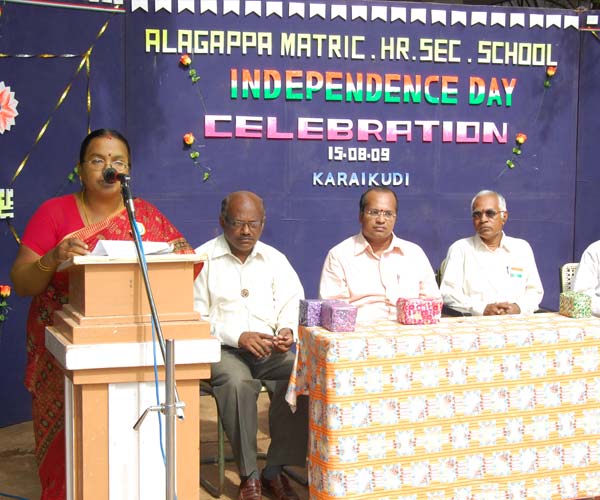 ALAGAPPA MATRIC . HR. SEC . SCHOOL
INDEPENDENCE DAY
CELEBRATION
15-08-09
KARAIKUDI